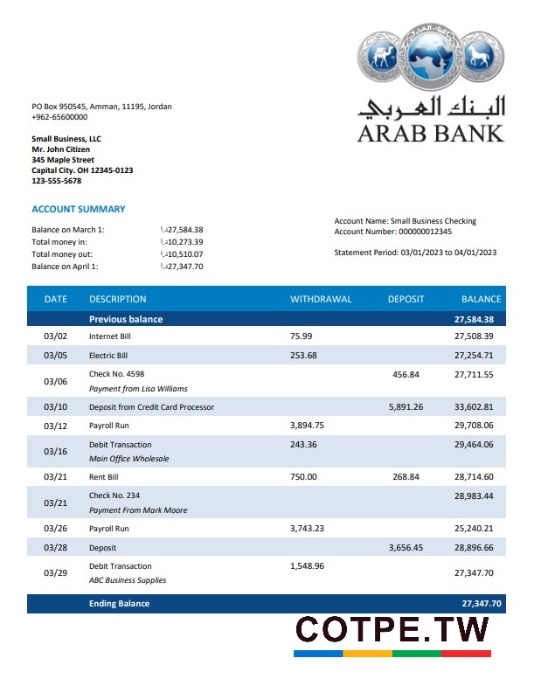 البنك العربي
ARAB BANK
PO Box 950545, Amman, 11195, Jordan
+962-65600000
Small Business, LLC
Mr. John Citizen
345 Maple Street
Capital City. OH 12345-0123
123-555-5678
ACCOUNT SUMMARY
Balance on March 1: 27,584.38
Total money in: 10,273.39
Total money out: 10,510.07
Balance on April 1: 27,347.70
Account Name: Small Business Checking
Account Number: 000000012345
Statement Period: 03/01/2023 to 04/01/2023
DATE DESCRIPTION WITHDRAWAL DEPOSIT BALANCE
Previous balance 27,584.38
03/02 Internet Bill 75.99 27,508.39
03/05 Electric Bill 253.68 27,254.71
03/06 Check No. 4598 456.84 27,711.55
Payment from Lisa Williams
03/10 Deposit from Credit Card Processor 5,891.26 33,602.81
03/12 Payroll Run 3,894.75 29,708.06
03/16 Debit Transaction 243.36 29,464.06
Main Office Wholesale
03/21 Rent Bill 750.00 268.84 28,714.60
03/21 Check No. 234 28,983.44
Payment From Mark Moore
03/26 Payroll Run 3,743.23 25,240.21
03/28 Deposit 3,656.45 28,896.66
03/29 Debit Transaction 1,548.96 27,347.70
ABC Business Supplies
Ending Balance 27,347.70
COTPE.TW